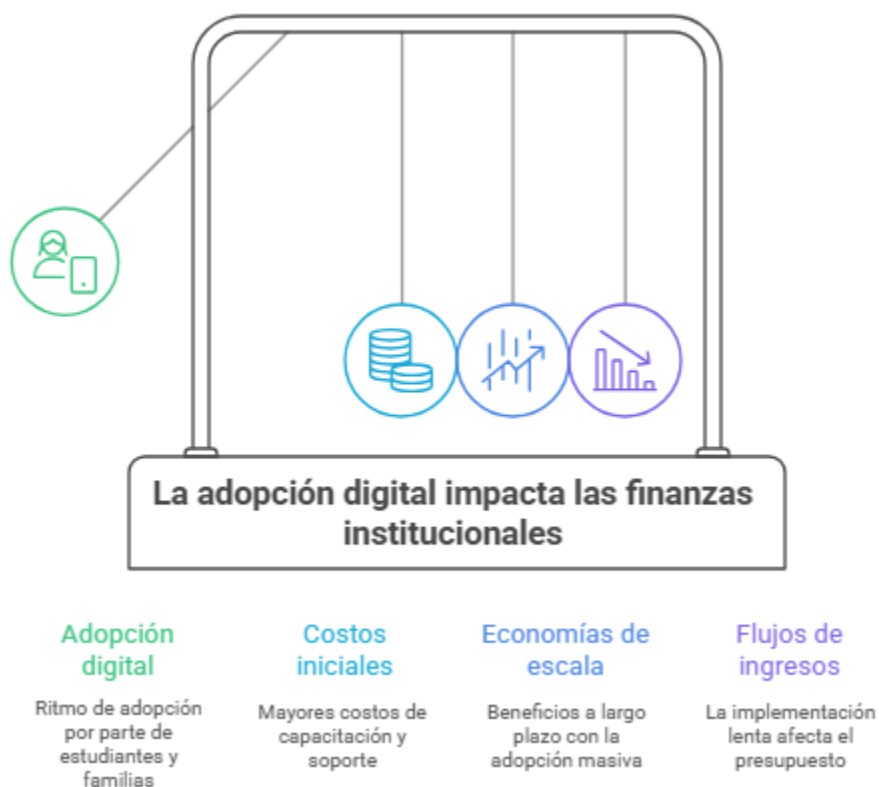 La adopción digital impacta las finanzas
institucionales
Adopción
digital
Ritmo de adopción
por parte de
estudiantes y
familias
Costos
iniciales
Mayores costos de
capacitación y
soporte
Economías de
escala
Beneficios a largo
plazo con la
adopción masiva
Flujos de
ingresos
La implementación
lenta afecta el
presupuesto